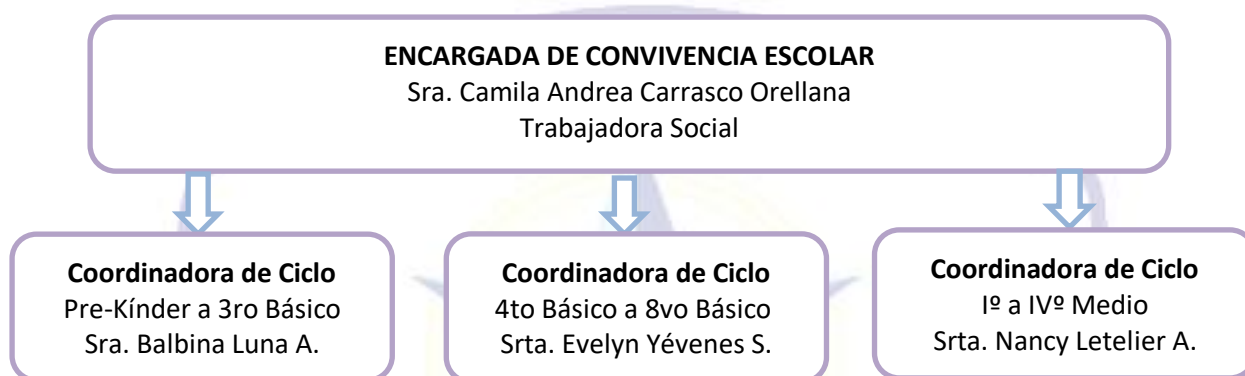 ENCARGADA DE CONVIVENCIA ESCOLAR
Sra. Camila Andrea Carrasco Orellana
Trabajadora Social
Coordinadora de Ciclo
Pre-Kínder a 3ro Básico
Sra. Balbina Luna A.
Coordinadora de Ciclo
4to Básico a 8vo Básico
Srta. Evelyn Yévenes S.
Coordinadora de Ciclo
Iº a IVº Medio
Srta. Nancy Letelier A.